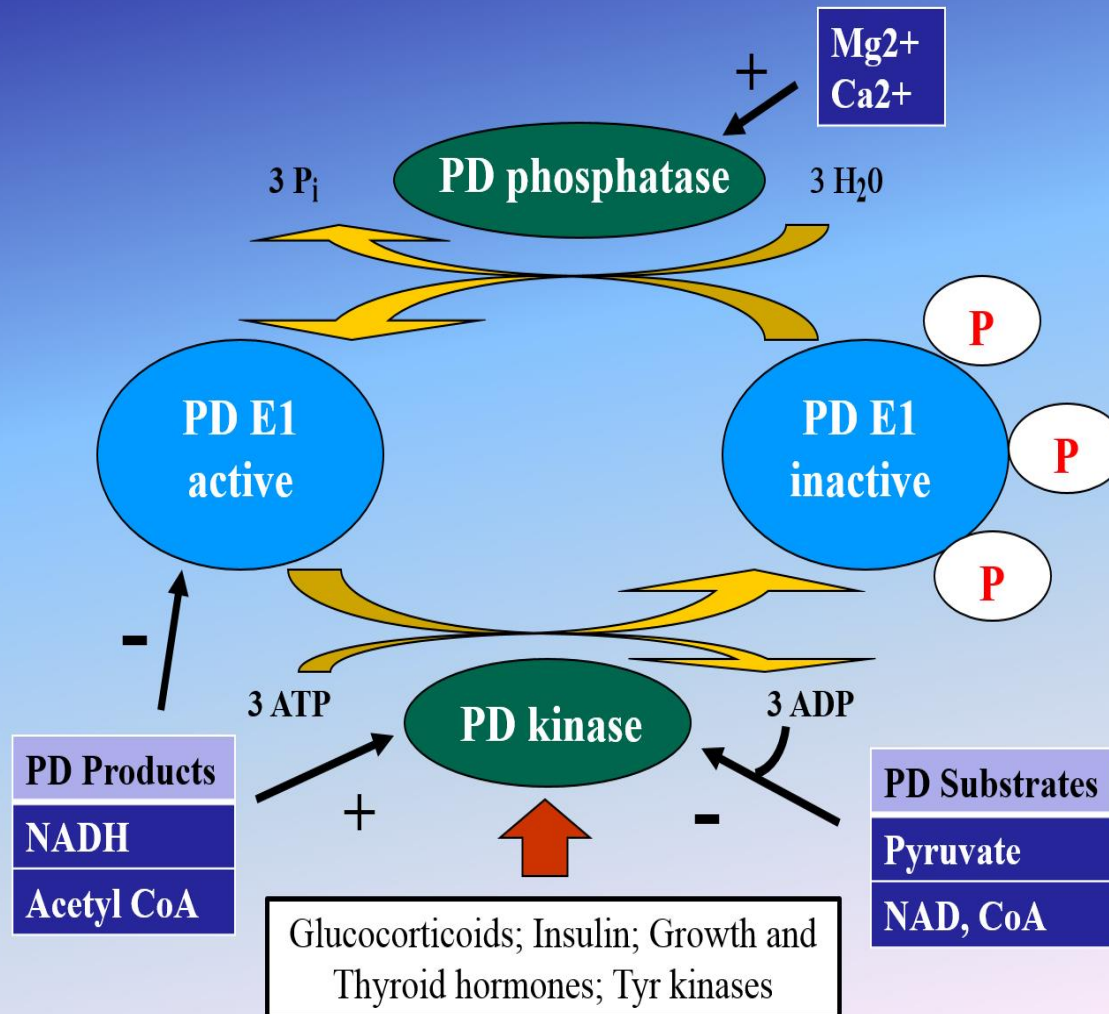 Mg2+
Ca2+
+
PD phosphatase
3 Pi
3 H20
P
P
P
PD E1
active
PD E1
inactive
-
3 ATP
PD kinase
3 ADP
PD Products
NADH
Acetyl CoA
+
-
PD Substrates
Pyruvate
NAD, CoA
Glucocorticoids; Insulin; Growth and
Thyroid hormones; Tyr kinases